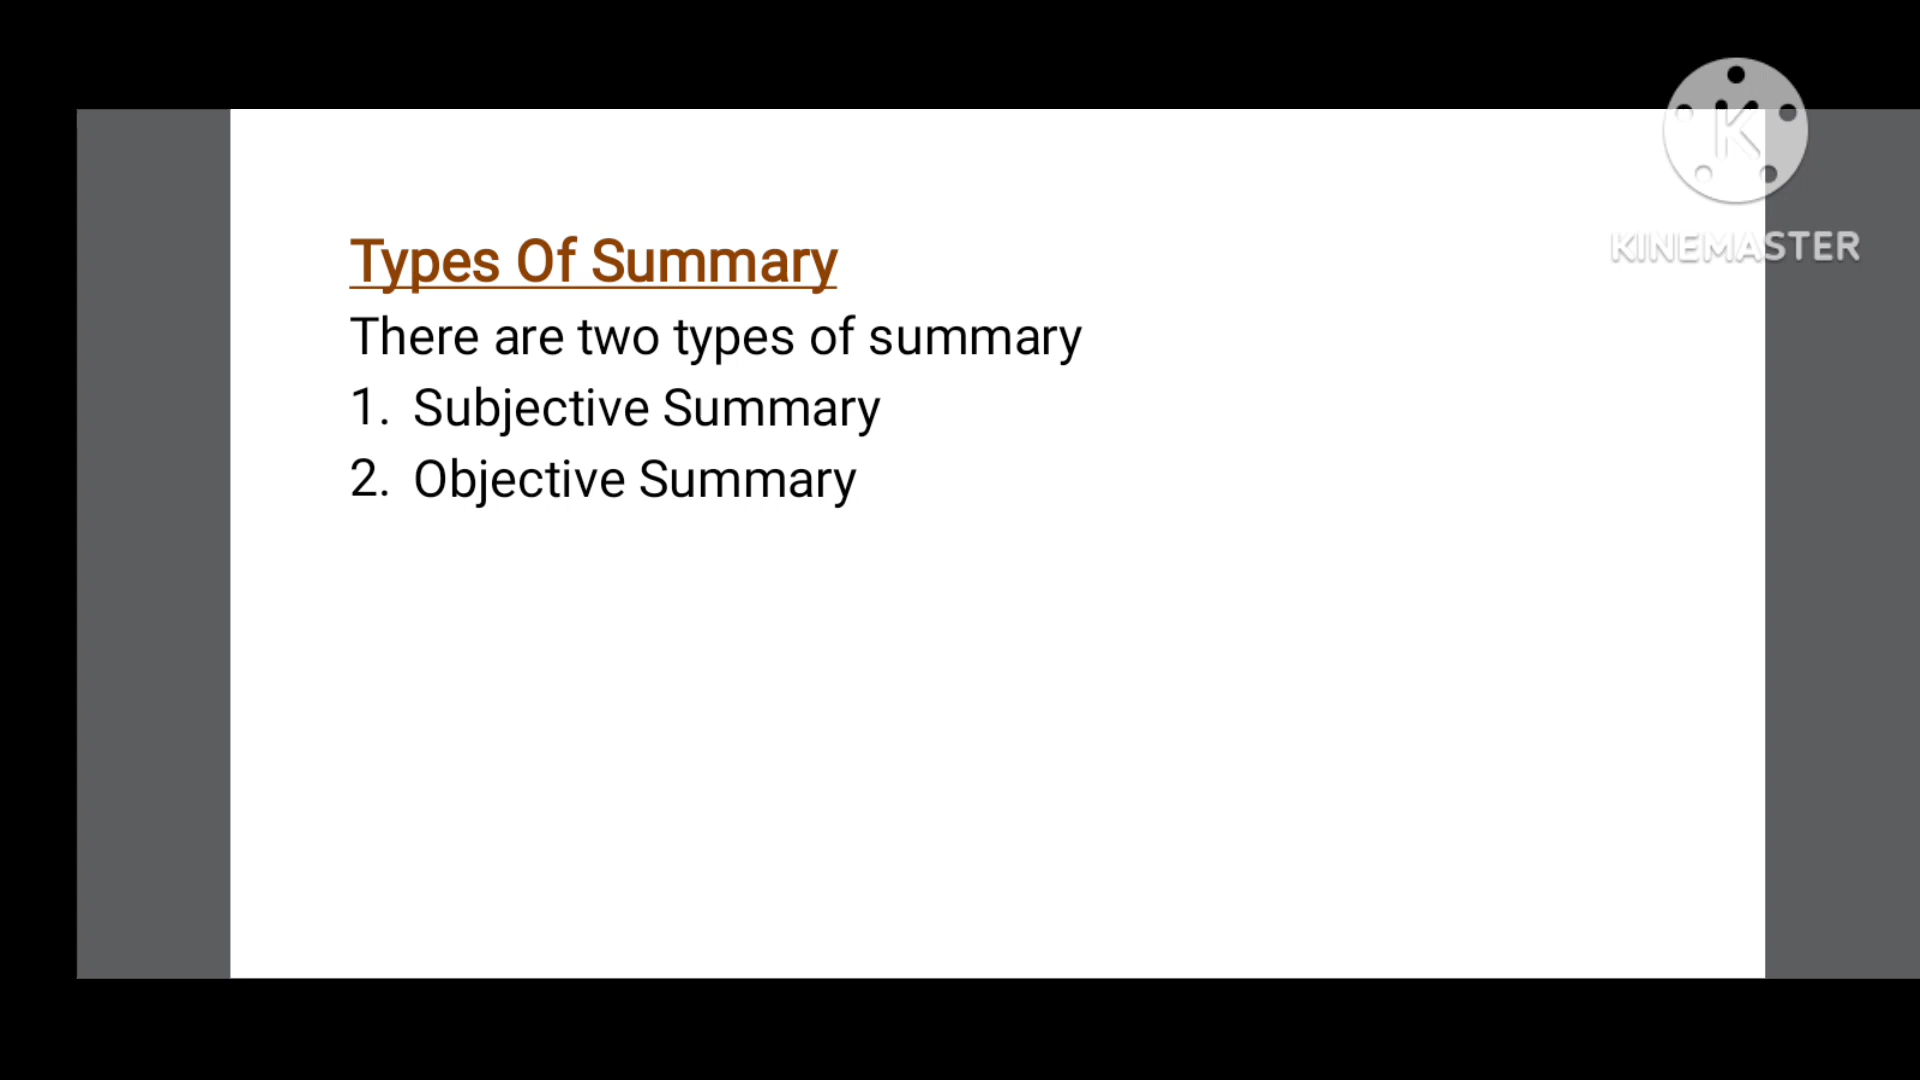 Types Of Summary
There are two types of summary
1. Subjective Summary
2. Objective Summary
K
KINEMASTER